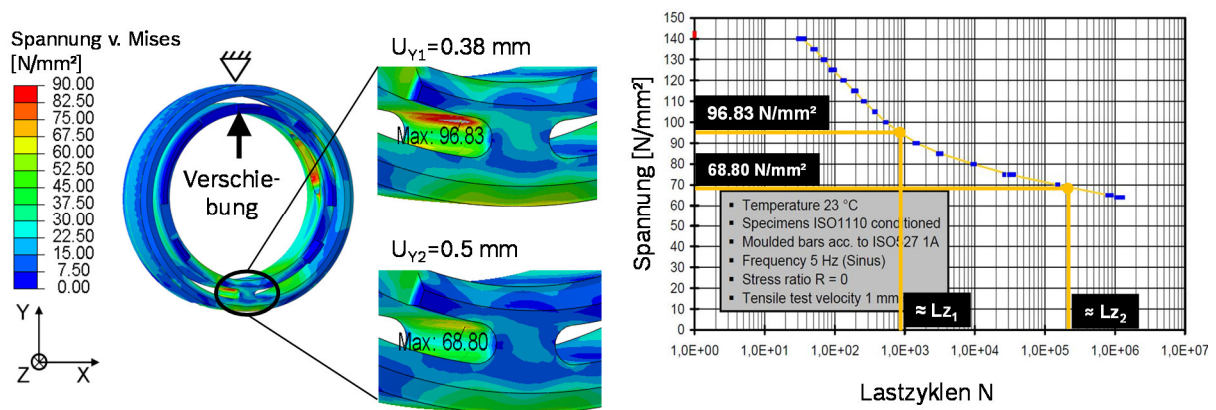 Spannung v. Mises
[N/mm²]
90.00
82.50
75.00
67.50
60.00
52.50
45.00
37.50
30.00
22.50
15.00
7.50
0.00
Y
Z
X
Verschie-
bung
U_Y1=0.38 mm
Max: 96.83
U_Y2=0.5 mm
Max: 68.80
Spannung [N/mm²]
150
140
130
120
110
100
90
80
70
60
50
40
30
20
10
0
96.83 N/mm²
68.80 N/mm²
▪ Temperature 23 °C
▪ Specimens ISO1110 conditioned
▪ Moulded bars acc. to ISO527 1A
▪ Frequency 5 Hz (Sinus)
▪ Stress ratio R = 0
▪ Tensile test velocity 1 mm
≈ Lz₁
≈ Lz₂
1,0E+00 1,0E+01 1,0E+02 1,0E+03 1,0E+04 1,0E+05 1,0E+06 1,0E+07
Lastzyklen N